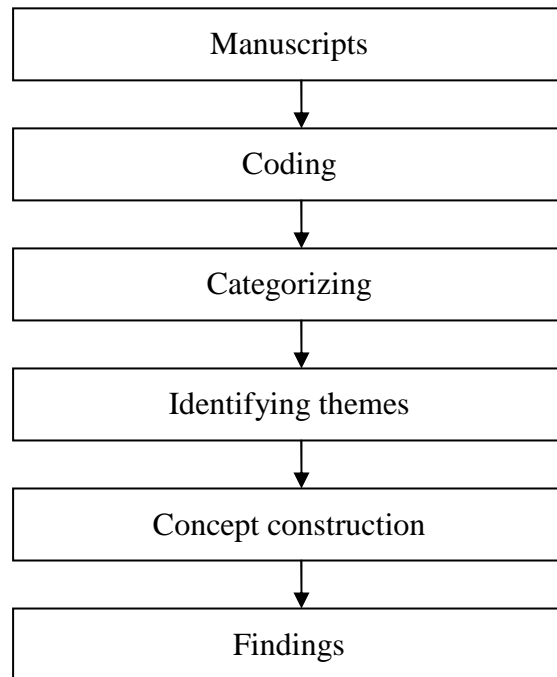 Manuscripts
Coding
Categorizing
Identifying themes
Concept construction
Findings